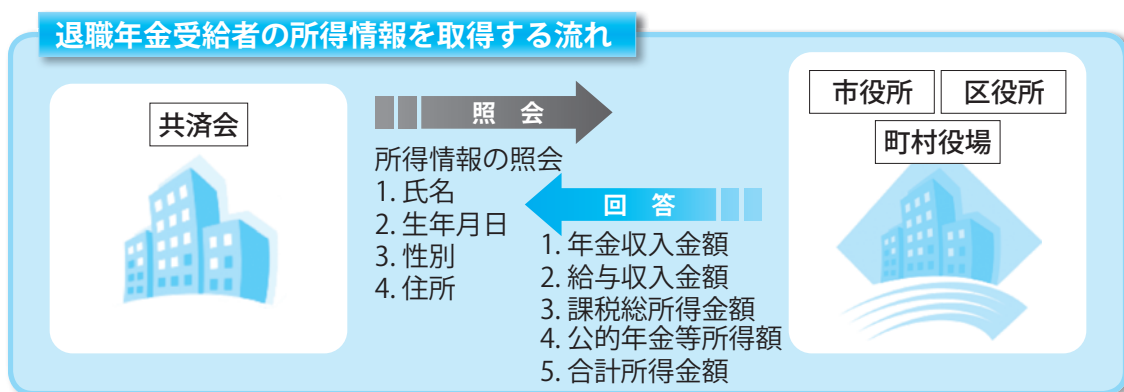 退職年金受給者の所得情報を取得する流れ
共済会
照 会
所得情報の照会
1. 氏名
2. 生年月日
3. 性別
4. 住所
市役所
区役所
町村役場
回 答
1. 年金収入金額
2. 給与収入金額
3. 課税総所得金額
4. 公的年金等所得額
5. 合計所得金額